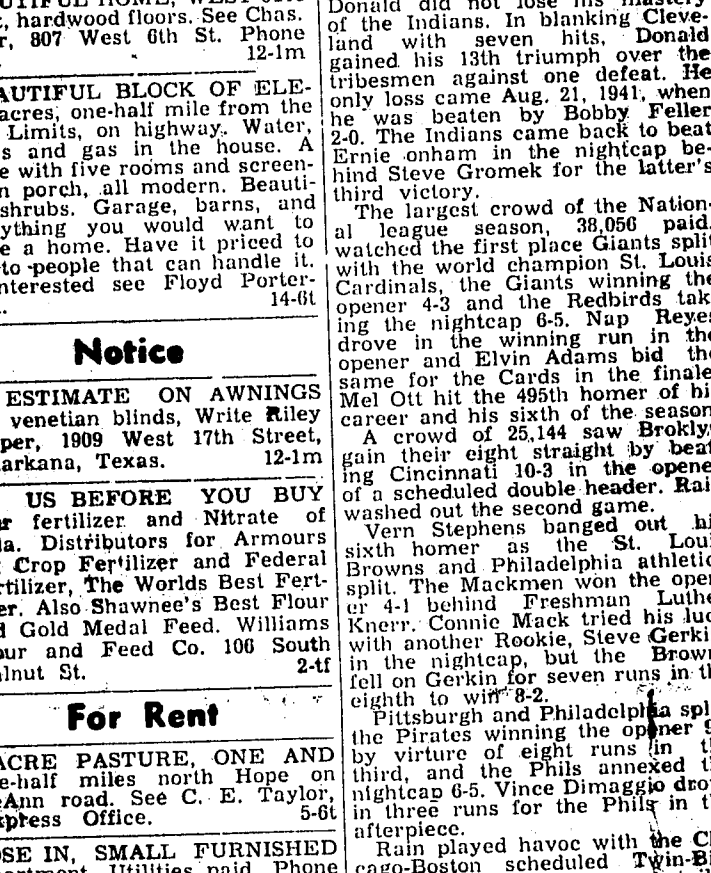 , hardwood floors. See Chas.
r, 807 West 6th St. Phone
12-1m
AUTIFUL BLOCK OF ELE-
acres, one-half mile from the
Limits, on highway. Water,
s and gas in the house. A
e with five rooms and screen-
n porch, all modern. Beauti-
shrubs. Garage, barns, and
ything you would want to
e a home. Have it priced to
to people that can handle it.
nterested see Floyd Porter-
14-6t
Notice
ESTIMATE ON AWNINGS
venetian blinds, Write Riley
per, 1909 West 17th Street,
arkana, Texas. 12-1m
US BEFORE YOU BUY
r fertilizer and Nitrate of
la. Distributors for Armours
Crop Fertilizer and Federal
rtilizer, The Worlds Best Fert-
er. Also Shawnee's Best Flour
d Gold Medal Feed. Williams
our and Feed Co. 106 South
lnut St. 2-tf
For Rent
ACRE PASTURE, ONE AND
e-half miles north Hope on
eAnn road. See C. E. Taylor,
xpress Office. 5-6t
OSE IN, SMALL FURNISHED
artment. Utilities paid. Phone
Donald did not lose his mastery
of the Indians. In blanking Cleve-
land with seven hits, Donald
gained his 13th triumph over the
tribesmen against one defeat. He
only loss came Aug. 21, 1941, when
he was beaten by Bobby Feller
2-0. The Indians came back to beat
Ernie onham in the nightcap be-
hind Steve Gromek for the latter's
third victory.
The largest crowd of the Nation-
al league season, 38,056 paid,
watched the first place Giants split
with the world champion St. Louis
Cardinals, the Giants winning the
opener 4-3 and the Redbirds tak-
ing the nightcap 6-5. Nap Reyes
drove in the winning run in the
opener and Elvin Adams bid the
same for the Cards in the finale
Mel Ott hit the 495th homer of hi
career and his sixth of the season
A crowd of 25,144 saw Brokly
gain their eight straight by beat
ing Cincinnati 10-3 in the opene
of a scheduled double header. Rai
washed out the second game.
Vern Stephens banged out hi
sixth homer as the St. Loui
Browns and Philadelphia athletic
split. The Mackmen won the open
er 4-1 behind Freshman Luthe
Knerr. Connie Mack tried his luc
with another Rookie, Steve Gerki
in the nightcap, but the Brown
fell on Gerkin for seven runs in th
eighth to win 8-2.
Pittsburgh and Philadelphia spl
the Pirates winning the opener 9
by virture of eight runs in t
third, and the Phils annexed t
nightcap 6-5. Vince Dimaggio drov
in three runs for the Phils in t
afterpiece.
Rain played havoc with the C
cago-Boston scheduled Twin-Bi